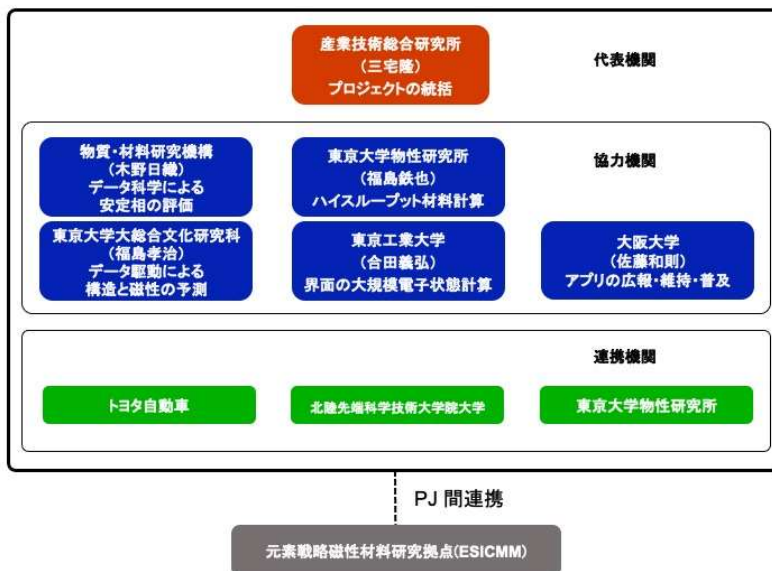 産業技術総合研究所
(三宅隆)
プロジェクトの統括
代表機関
物質・材料研究機構
(木野日織)
データ科学による
安定相の評価
東京大学物性研究所
(福島鉄也)
ハイスループット材料計算
協力機関
東京大学大総合文化研究科
(福島孝治)
データ駆動による
構造と磁性の予測
東京工業大学
(合田義弘)
界面の大規模電子状態計算
大阪大学
(佐藤和則)
アプリの広報・維持・普及
連携機関
トヨタ自動車
北陸先端科学技術大学院大学
東京大学物性研究所
PJ 間連携
元素戦略磁性材料研究拠点(ESICMM)